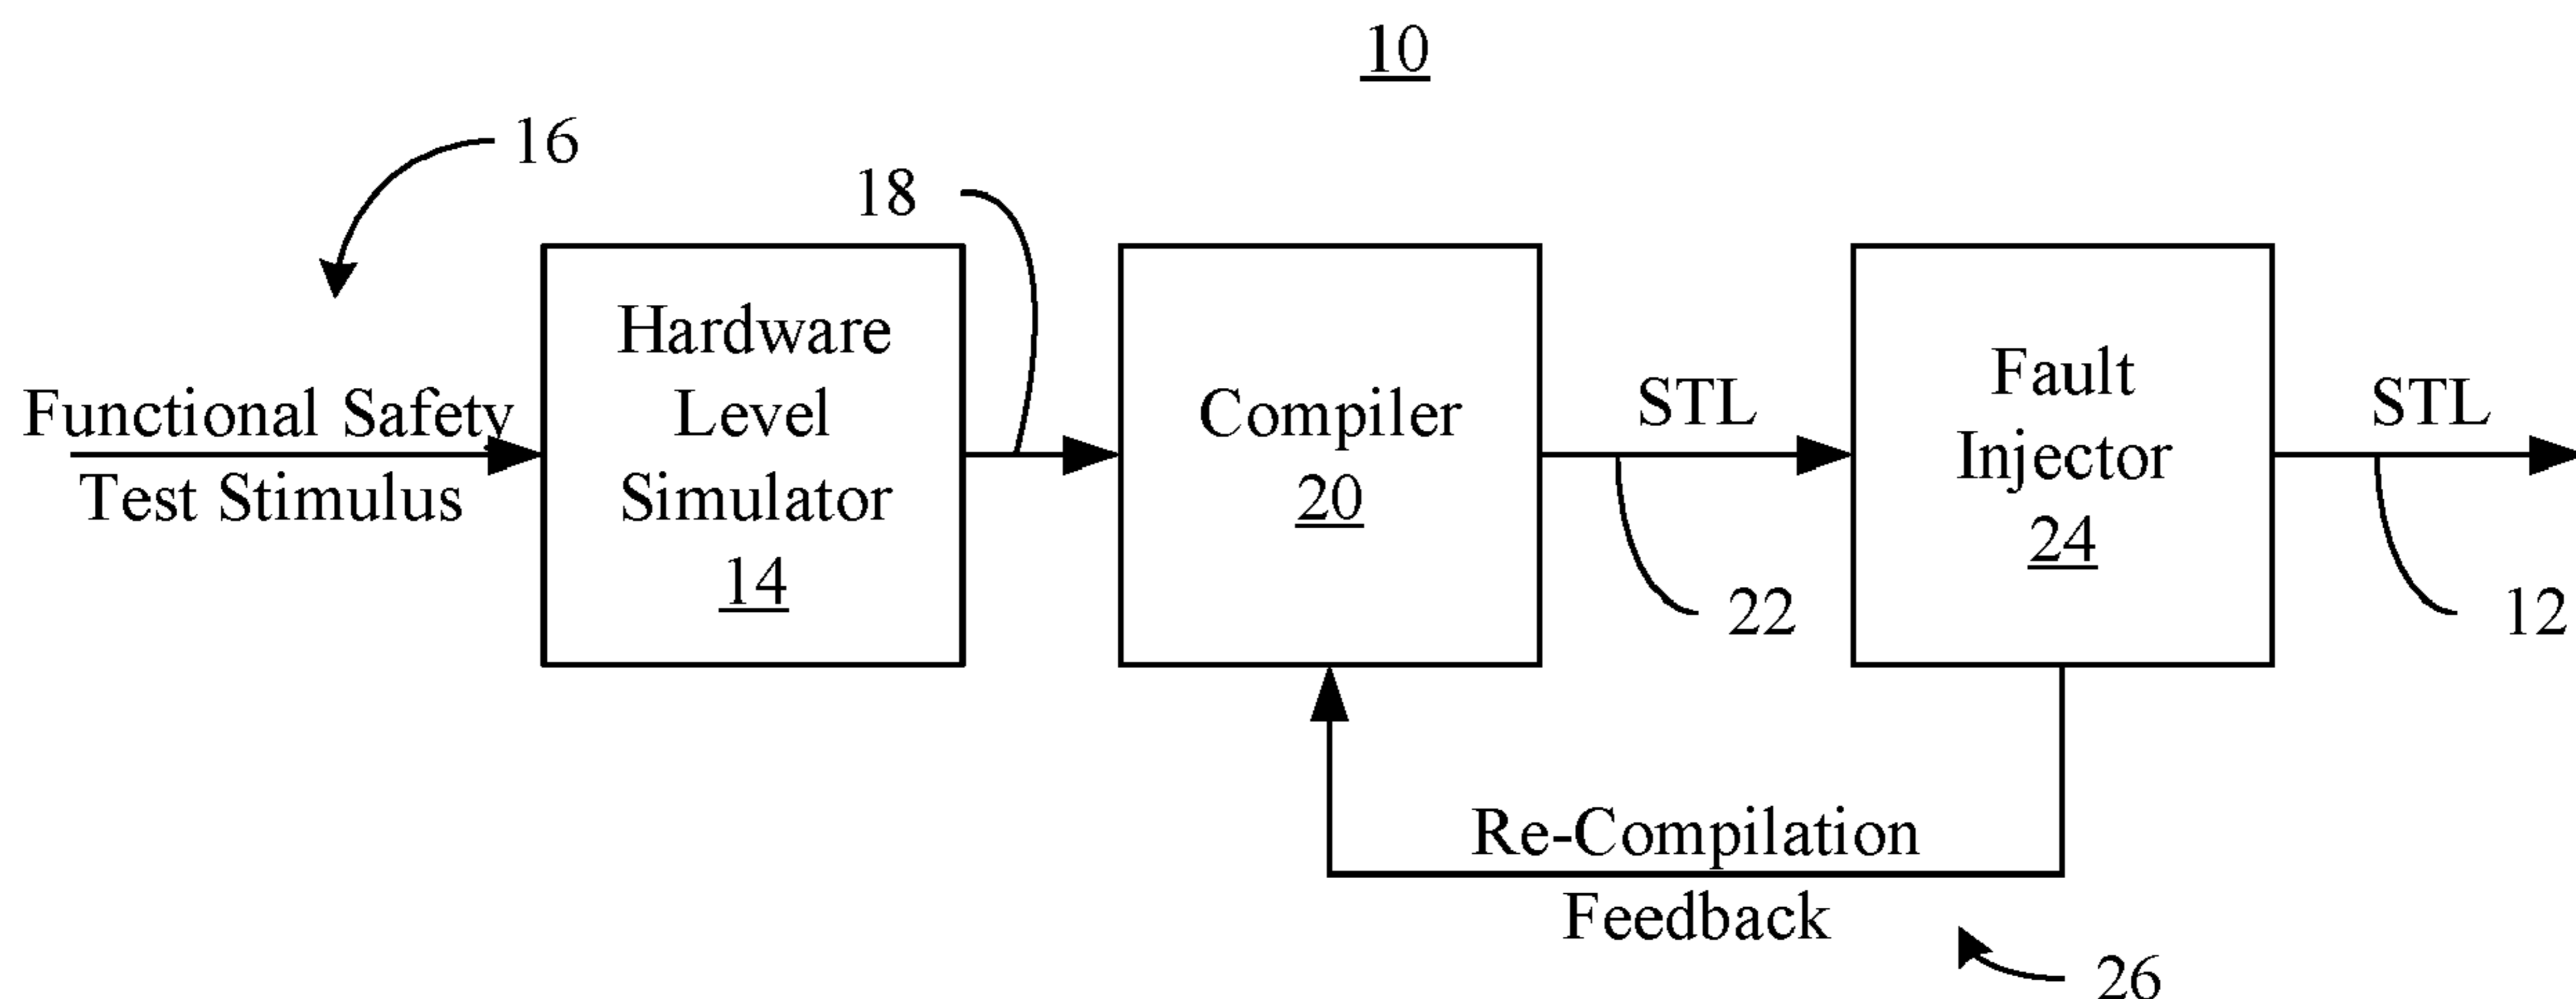 10
16
18
Functional Safety
Test Stimulus
Hardware
Level
Simulator
14
Compiler
20
STL
22
Fault
Injector
24
STL
12
Re-Compilation
Feedback
26